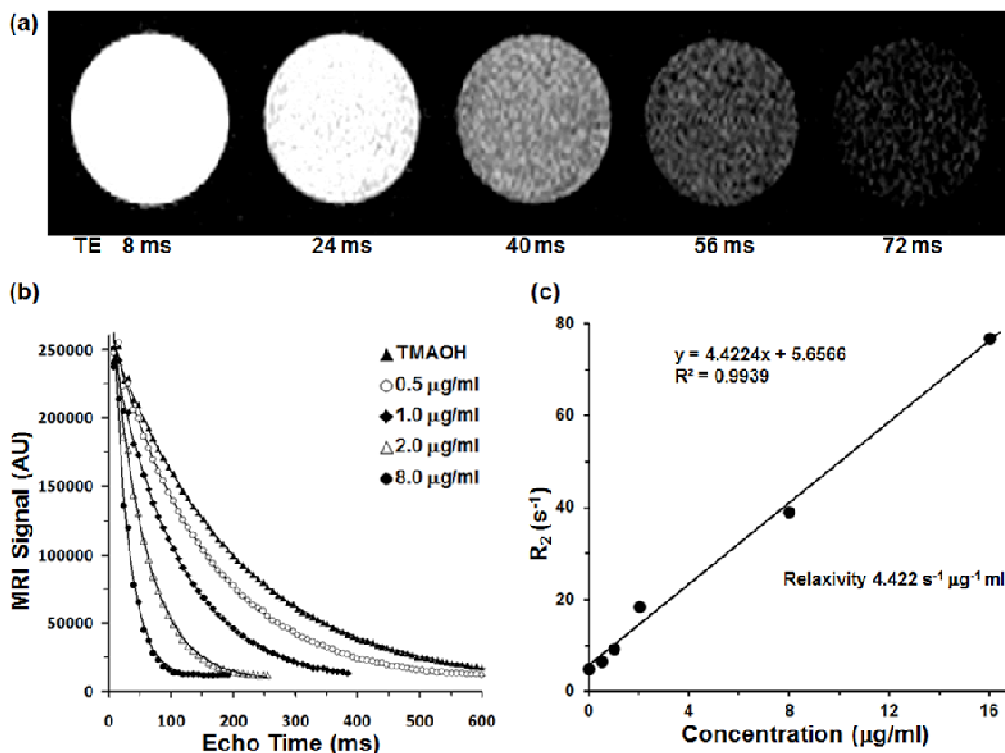 (a)
TE 8 ms 24 ms 40 ms 56 ms 72 ms
(b)
MRI Signal (AU)
250000
200000
150000
100000
50000
0
0 100 200 300 400 500 600
Echo Time (ms)
TMAOH
0.5 µg/ml
1.0 µg/ml
2.0 µg/ml
8.0 µg/ml
(c)
R₂ (s⁻¹)
80
60
40
20
0
0 4 8 12 16
Concentration (µg/ml)
y = 4.4224x + 5.6566
R² = 0.9939
Relaxivity 4.422 s⁻¹ µg⁻¹ ml